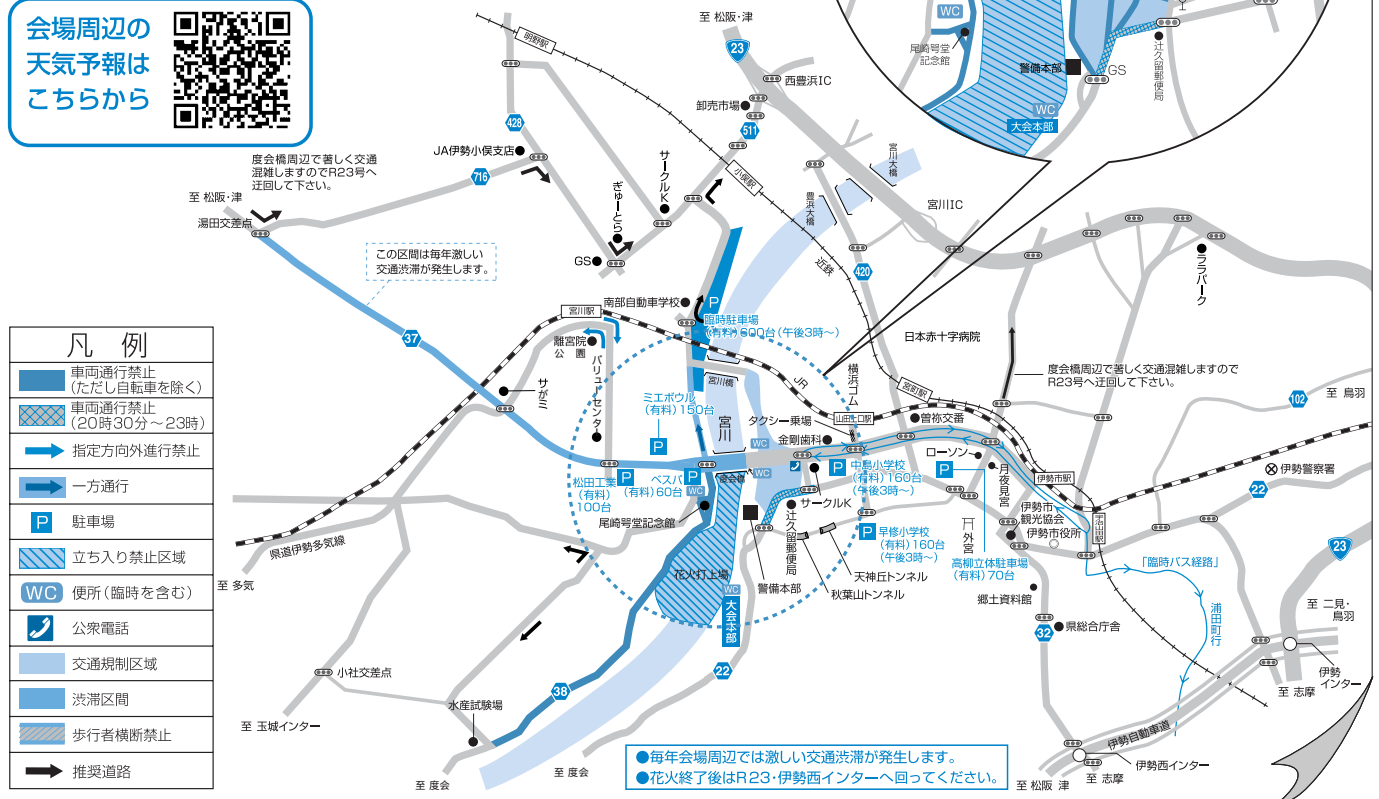 会場周辺の
天気予報は
こちらから
至 松阪・津
23
明野駅
西豊浜IC
卸売市場
511
428
JA伊勢小俣支店
716
度会橋周辺で著しく交通
混雑しますのでR23号へ
迂回して下さい。
至 松阪・津
湯田交差点
サークルK
ぎゅーとら
GS
小俣駅
宮川大橋
豊浜大橋
宮川IC
近鉄
420
ララパーク
WC
尾崎咢堂
記念館
警備本部
GS
辻久留郵便局
WC
大会本部
この区間は毎年激しい
交通渋滞が発生します。
37
南部自動車学校
P
臨時駐車場
(有料)600台(午後3時~)
宮川駅
離宮院
公園
バリューセンター
サガミ
宮川橋
JR
横浜ゴム
日本赤十字病院
宮町駅
度会橋周辺で著しく交通混雑しますので
R23号へ迂回して下さい。
102
至 鳥羽
ミエボウル
(有料)150台
P
宮川
タクシー乗場
山田上口駅
曽祢交番
金剛歯科
WC
WC
P
中島小学校
(有料)160台
(午後3時~)
ローソン
P
月夜見宮
伊勢市駅
伊勢警察署
22
P
松田工業
(有料)
100台
ベスパ
(有料)60台
P
WC
度会橋
尾崎咢堂記念館
サークルK
辻久留郵便局
P
早修小学校
(有料)160台
(午後3時~)
外宮
伊勢市
観光協会
伊勢市役所
宇治山田駅
高柳立体駐車場
(有料)70台
「臨時バス経路」
23
県道伊勢多気線
至 多気
花火打上場
WC
大会本部
警備本部
天神丘トンネル
秋葉山トンネル
郷土資料館
32
県総合庁舎
浦田町行
至 二見・
鳥羽
伊勢
インター
至 志摩
小社交差点
至 玉城インター
38
22
水産試験場
至 度会
至 度会
伊勢自動車道
伊勢西インター
至 志摩
至 松阪 津
凡 例
車両通行禁止
(ただし自転車を除く)
車両通行禁止
(20時30分~23時)
指定方向外進行禁止
一方通行
P 駐車場
立ち入り禁止区域
WC 便所(臨時を含む)
公衆電話
交通規制区域
渋滞区間
歩行者横断禁止
推奨道路
●毎年会場周辺では激しい交通渋滞が発生します。
●花火終了後はR23・伊勢西インターへ回ってください。